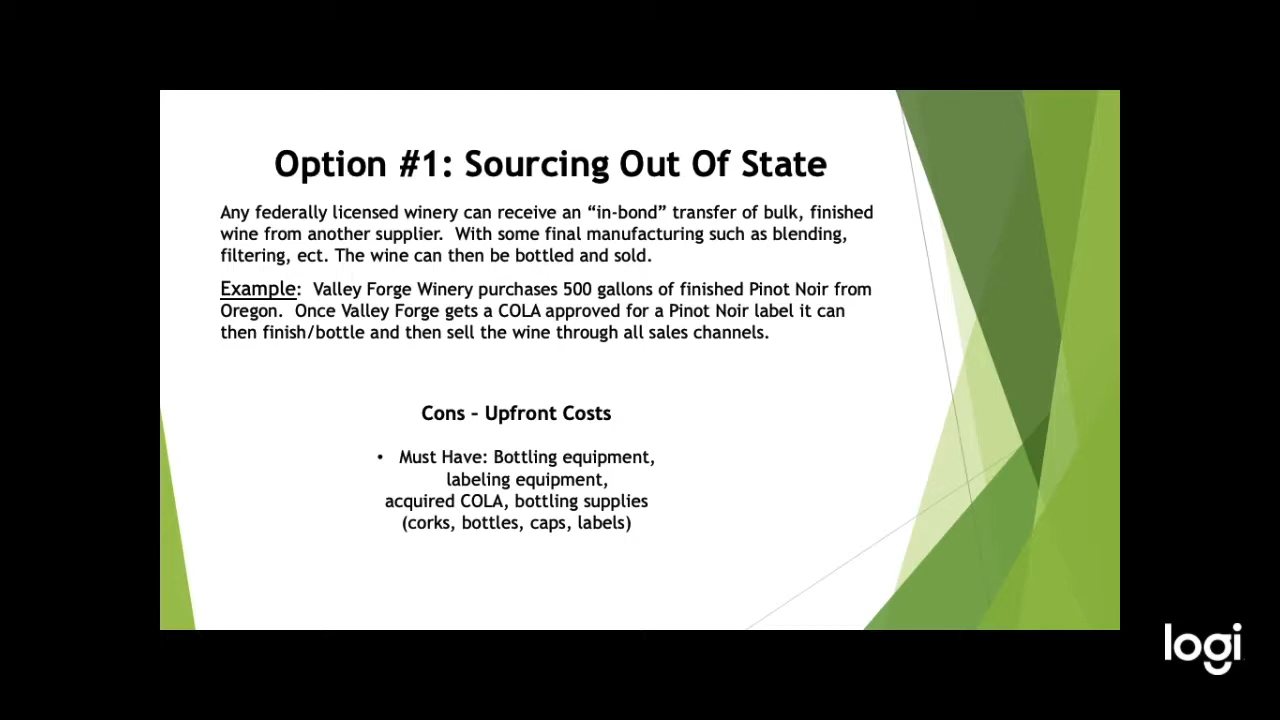 Option #1: Sourcing Out Of State
Any federally licensed winery can receive an “in-bond” transfer of bulk, finished
wine from another supplier.  With some final manufacturing such as blending,
filtering, ect. The wine can then be bottled and sold.
Example:  Valley Forge Winery purchases 500 gallons of finished Pinot Noir from
Oregon.  Once Valley Forge gets a COLA approved for a Pinot Noir label it can
then finish/bottle and then sell the wine through all sales channels.
Cons – Upfront Costs
• Must Have: Bottling equipment,
labeling equipment,
acquired COLA, bottling supplies
(corks, bottles, caps, labels)
logi